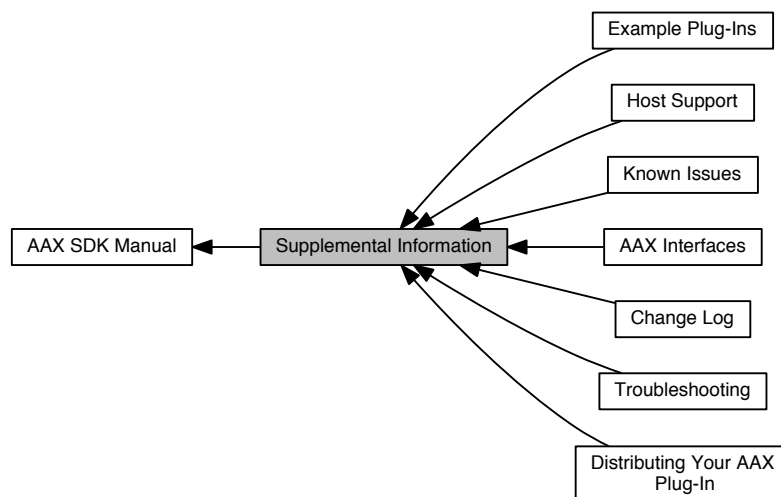 Example Plug-Ins
Host Support
Known Issues
AAX SDK Manual
Supplemental Information
AAX Interfaces
Change Log
Troubleshooting
Distributing Your AAX
Plug-In